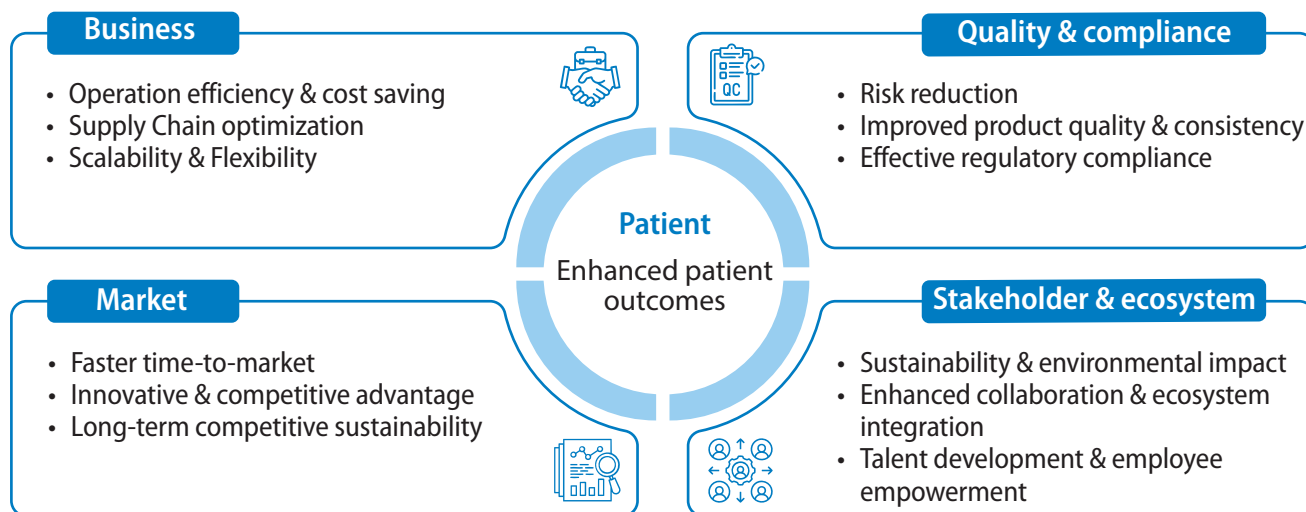 Business
• Operation efficiency & cost saving
• Supply Chain optimization
• Scalability & Flexibility
Quality & compliance
QC
• Risk reduction
• Improved product quality & consistency
• Effective regulatory compliance
Patient
Enhanced patient
outcomes
Market
• Faster time-to-market
• Innovative & competitive advantage
• Long-term competitive sustainability
Stakeholder & ecosystem
• Sustainability & environmental impact
• Enhanced collaboration & ecosystem
integration
• Talent development & employee
empowerment